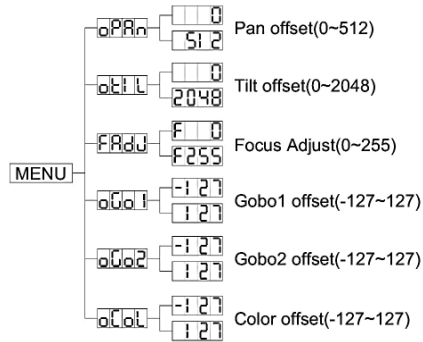 0
oPAn
512
Pan offset(0~512)
0
otIL
2048
Tilt offset(0~2048)
F 0
FAdJ
F255
Focus Adjust(0~255)
MENU
-127
oGo1
127
Gobo1 offset(-127~127)
-127
oGo2
127
Gobo2 offset(-127~127)
-127
oCoL
127
Color offset(-127~127)